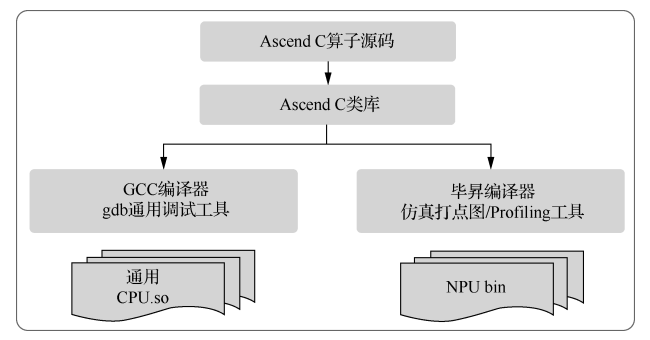 Ascend C算子源码
Ascend C类库
GCC编译器
gdb通用调试工具
毕昇编译器
仿真打点图/Profiling工具
通用
CPU.so
NPU bin